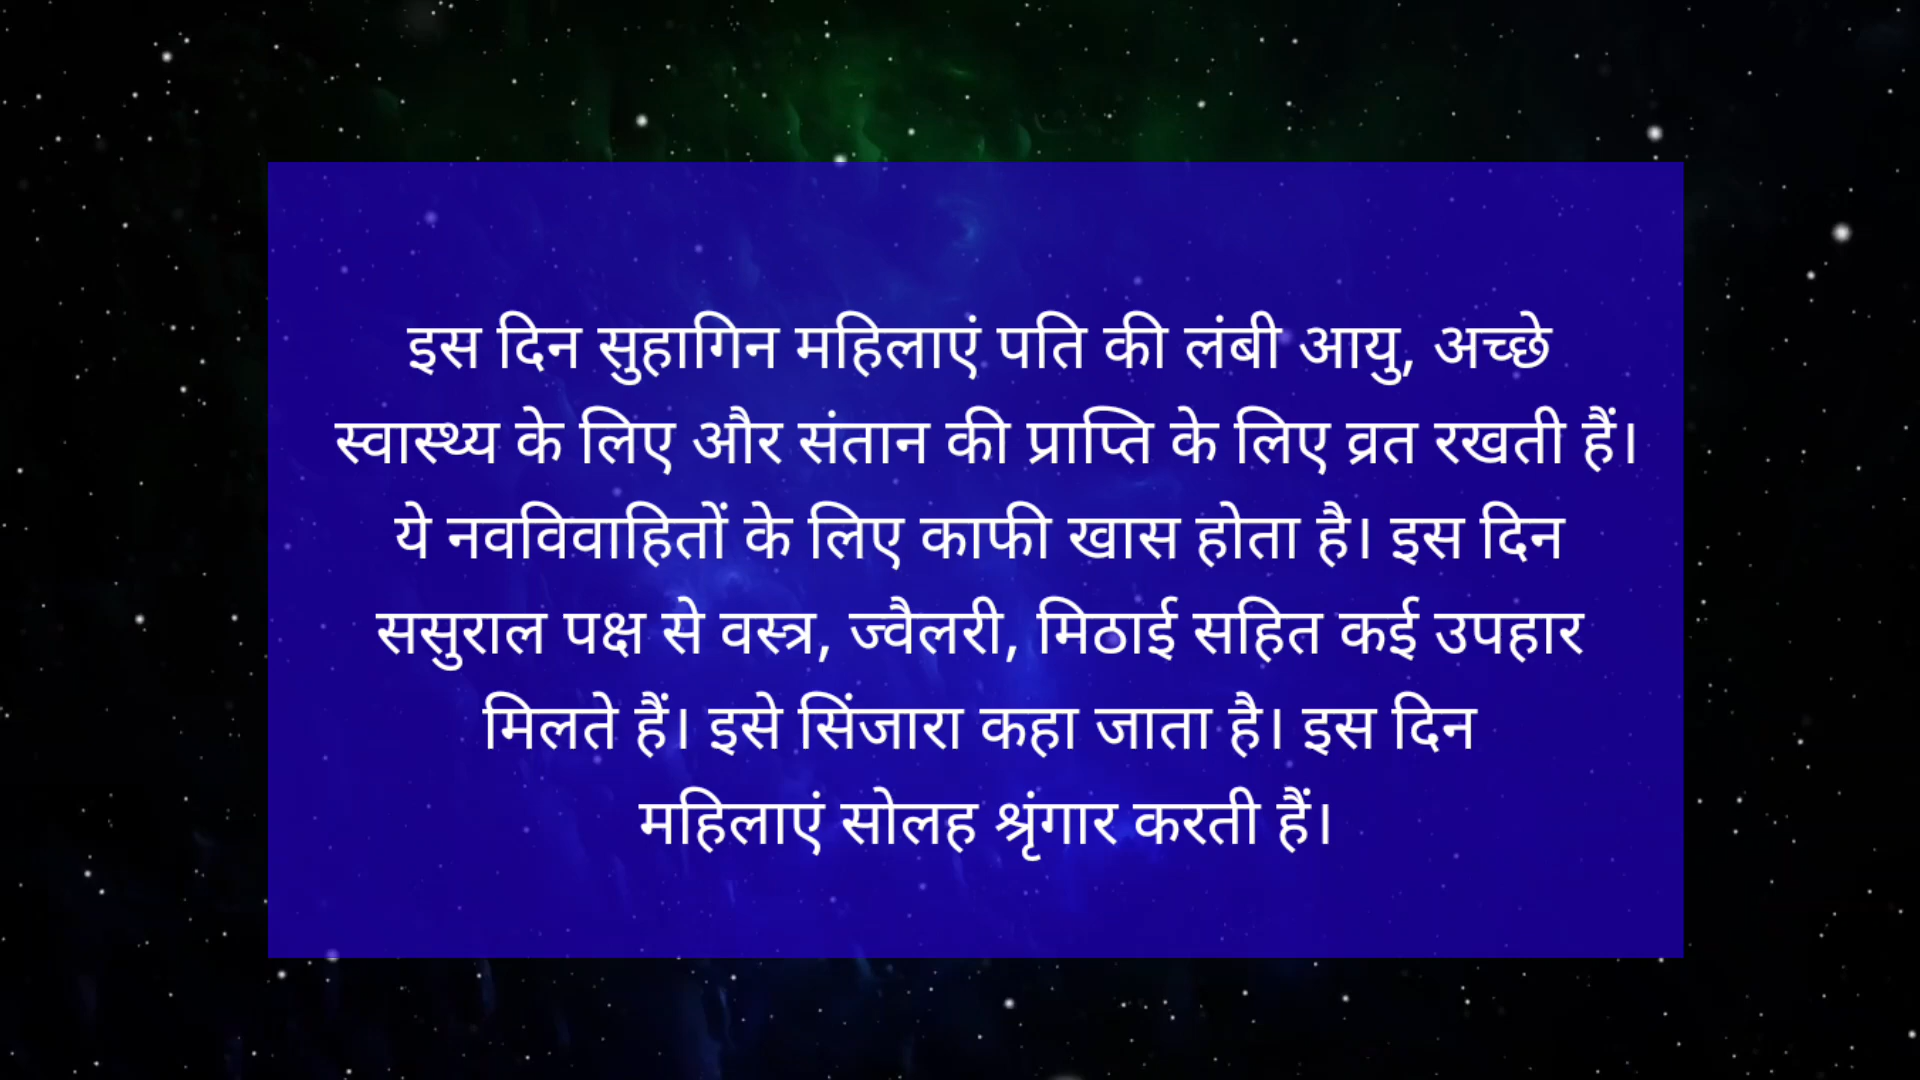 इस दिन सुहागिन महिलाएं पति की लंबी आयु, अच्छे
स्वास्थ्य के लिए और संतान की प्राप्ति के लिए व्रत रखती हैं।
ये नवविवाहितों के लिए काफी खास होता है। इस दिन
ससुराल पक्ष से वस्त्र, ज्वैलरी, मिठाई सहित कई उपहार
मिलते हैं। इसे सिंजारा कहा जाता है। इस दिन
महिलाएं सोलह श्रृंगार करती हैं।